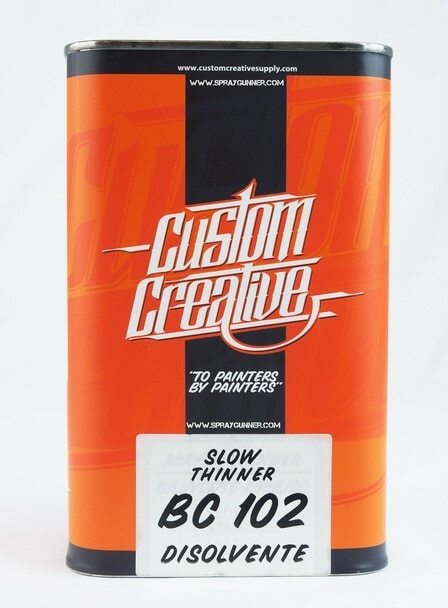 www.customcreativesupply.com
WWW.SPRAYGUNNER.COM
Custom
Creative
"TO PAINTERS
BY PAINTERS"
WWW.SPRAYGUNNER.COM
SLOW
THINNER
BC 102
DISOLVENTE